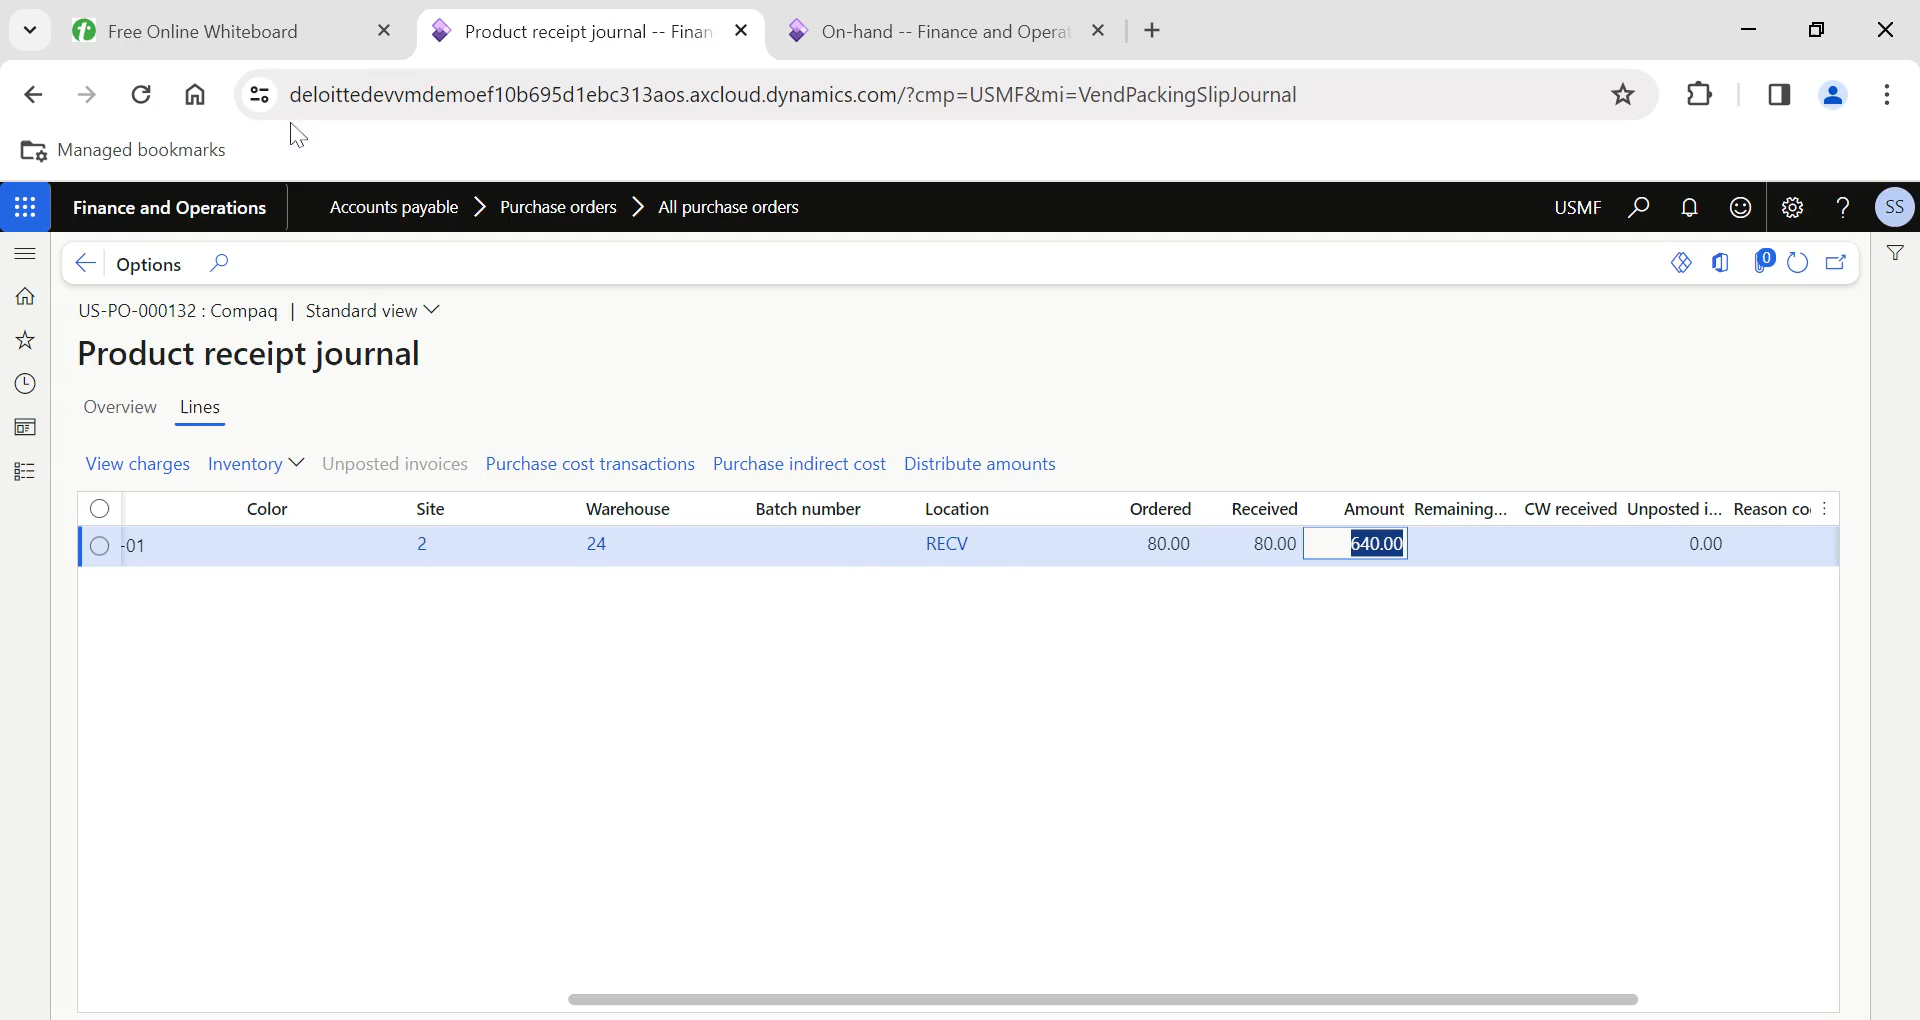 Free Online Whiteboard
Product receipt journal -- Finan
On-hand -- Finance and Operat
deloittedevvmdemoef10b695d1ebc313aos.axcloud.dynamics.com/?cmp=USMF&mi=VendPackingSlipJournal
Managed bookmarks
Finance and Operations
Accounts payable > Purchase orders > All purchase orders
USMF
?
SS
Options
0
US-PO-000132 : Compaq | Standard view
Product receipt journal
Overview Lines
View charges Inventory Unposted invoices Purchase cost transactions Purchase indirect cost Distribute amounts
Color Site Warehouse Batch number Location Ordered Received Amount Remaining... CW received Unposted i... Reason co
-01 2 24 RECV 80.00 80.00 640.00 0.00